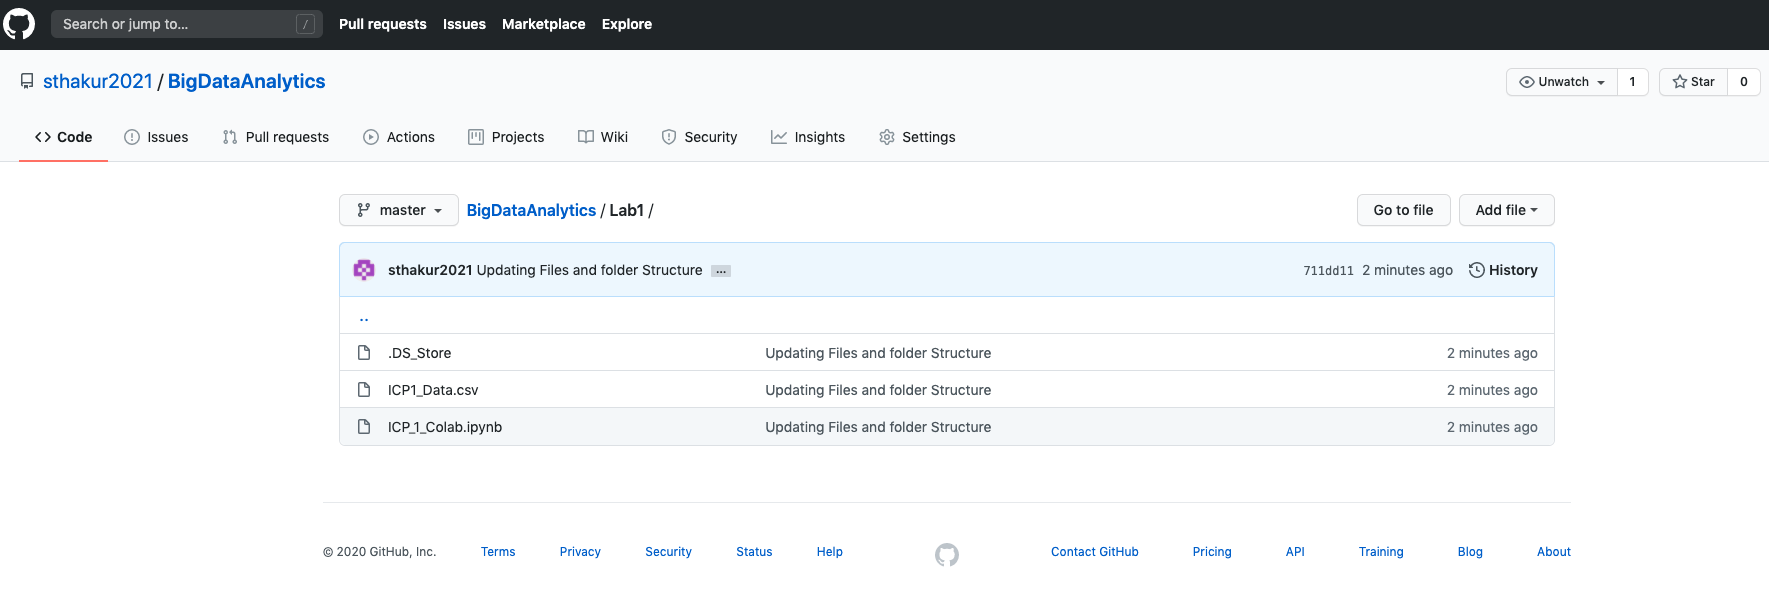 Search or jump to... / Pull requests Issues Marketplace Explore
sthakur2021 / BigDataAnalytics Unwatch 1 Star 0
Code Issues Pull requests Actions Projects Wiki Security Insights Settings
master BigDataAnalytics / Lab1 / Go to file Add file
sthakur2021 Updating Files and folder Structure ... 711dd11 2 minutes ago History
..
.DS_Store Updating Files and folder Structure 2 minutes ago
ICP1_Data.csv Updating Files and folder Structure 2 minutes ago
ICP_1_Colab.ipynb Updating Files and folder Structure 2 minutes ago
© 2020 GitHub, Inc. Terms Privacy Security Status Help Contact GitHub Pricing API Training Blog About